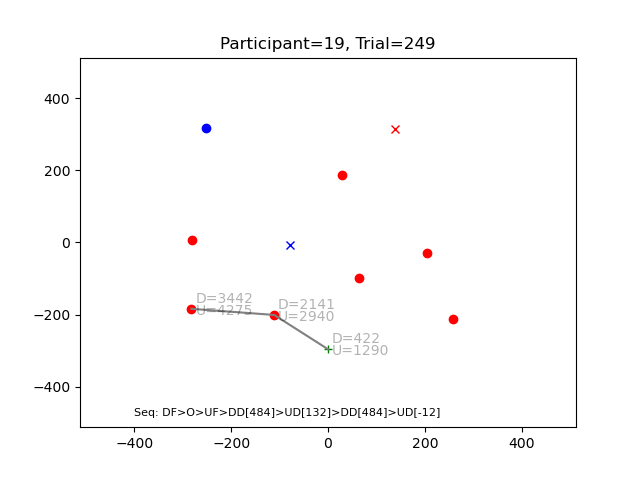 Participant=19, Trial=249
400
200
0
−200
−400
D=3442
U=4275
D=2141
U=2940
D=422
U=1290
Seq: DF>O>UF>DD[484]>UD[132]>DD[484]>UD[-12]
−400 −200 0 200 400